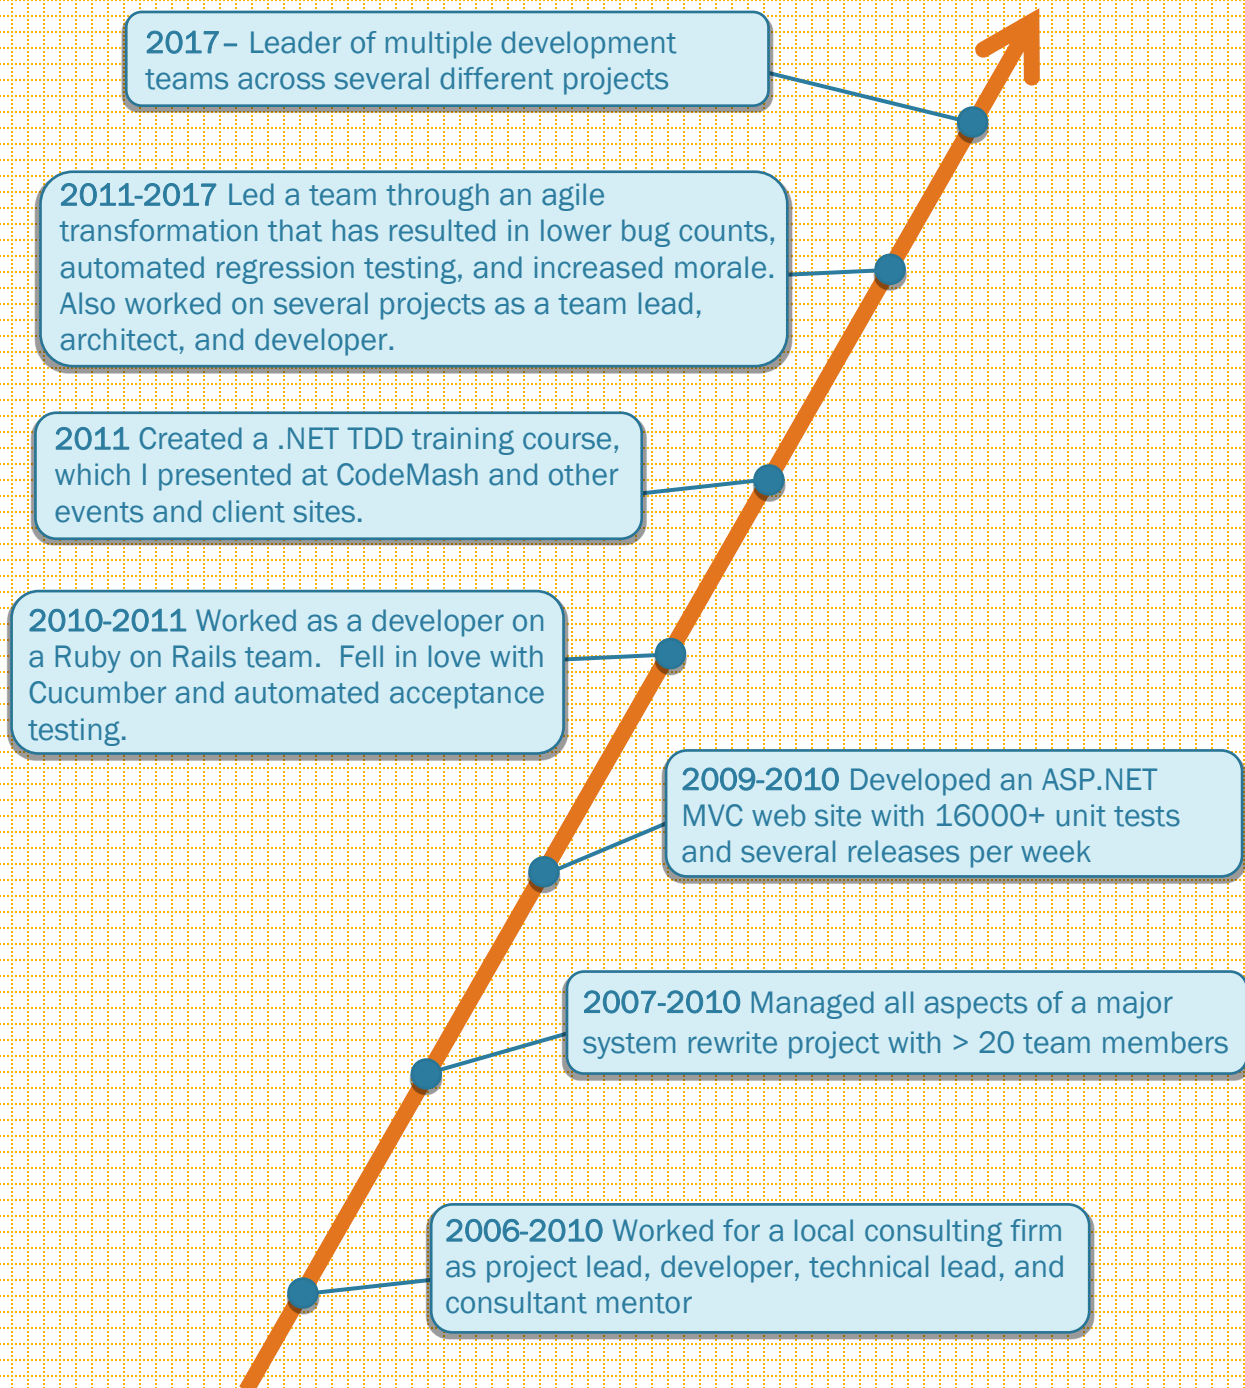 2017– Leader of multiple development
teams across several different projects
2011-2017 Led a team through an agile
transformation that has resulted in lower bug counts,
automated regression testing, and increased morale.
Also worked on several projects as a team lead,
architect, and developer.
2011 Created a .NET TDD training course,
which I presented at CodeMash and other
events and client sites.
2010-2011 Worked as a developer on
a Ruby on Rails team.  Fell in love with
Cucumber and automated acceptance
testing.
2009-2010 Developed an ASP.NET
MVC web site with 16000+ unit tests
and several releases per week
2007-2010 Managed all aspects of a major
system rewrite project with > 20 team members
2006-2010 Worked for a local consulting firm
as project lead, developer, technical lead, and
consultant mentor